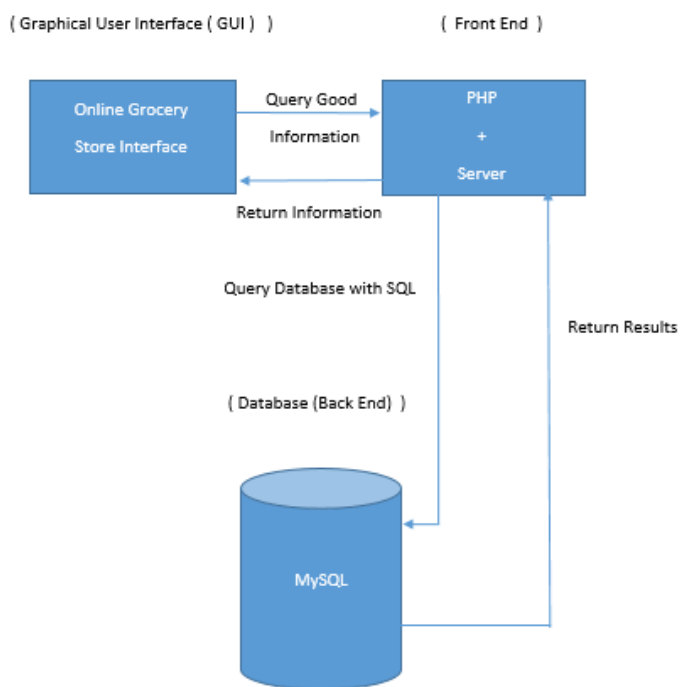 ( Graphical User Interface ( GUI ) )
( Front End )
Online Grocery
Store Interface
Query Good
Information
Return Information
PHP
+
Server
Query Database with SQL
Return Results
( Database (Back End) )
MySQL